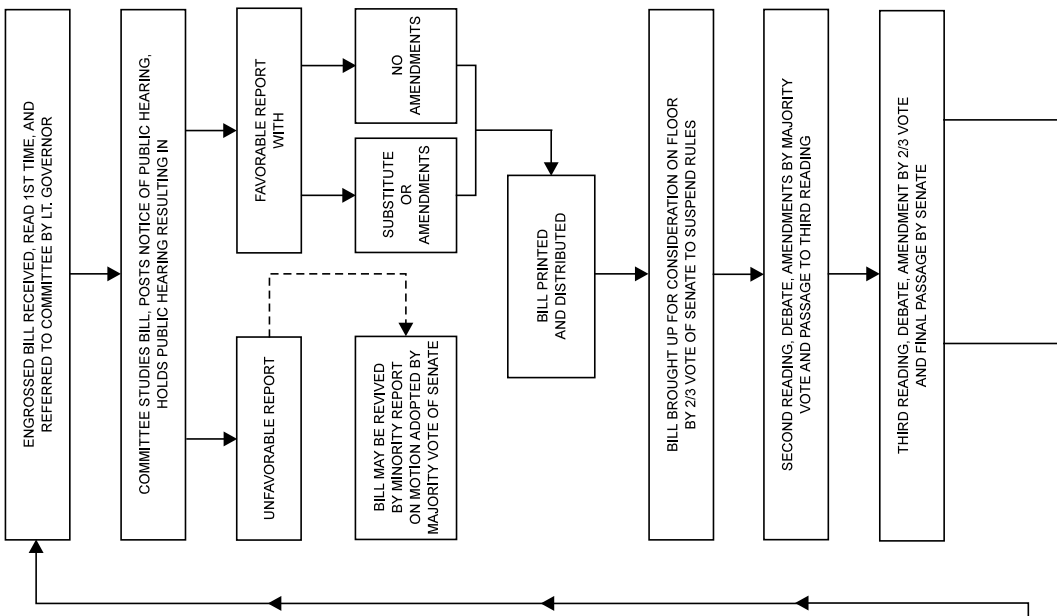 ENGROSSED BILL RECEIVED, READ 1ST TIME, AND
REFERRED TO COMMITTEE BY LT. GOVERNOR
COMMITTEE STUDIES BILL, POSTS NOTICE OF PUBLIC HEARING,
HOLDS PUBLIC HEARING RESULTING IN
UNFAVORABLE REPORT
FAVORABLE REPORT
WITH
BILL MAY BE REVIVED
BY MINORITY REPORT
ON MOTION ADOPTED BY
MAJORITY VOTE OF SENATE
SUBSTITUTE
OR
AMENDMENTS
NO
AMENDMENTS
BILL PRINTED
AND DISTRIBUTED
BILL BROUGHT UP FOR CONSIDERATION ON FLOOR
BY 2/3 VOTE OF SENATE TO SUSPEND RULES
SECOND READING, DEBATE, AMENDMENTS BY MAJORITY
VOTE AND PASSAGE TO THIRD READING
THIRD READING, DEBATE, AMENDMENT BY 2/3 VOTE
AND FINAL PASSAGE BY SENATE